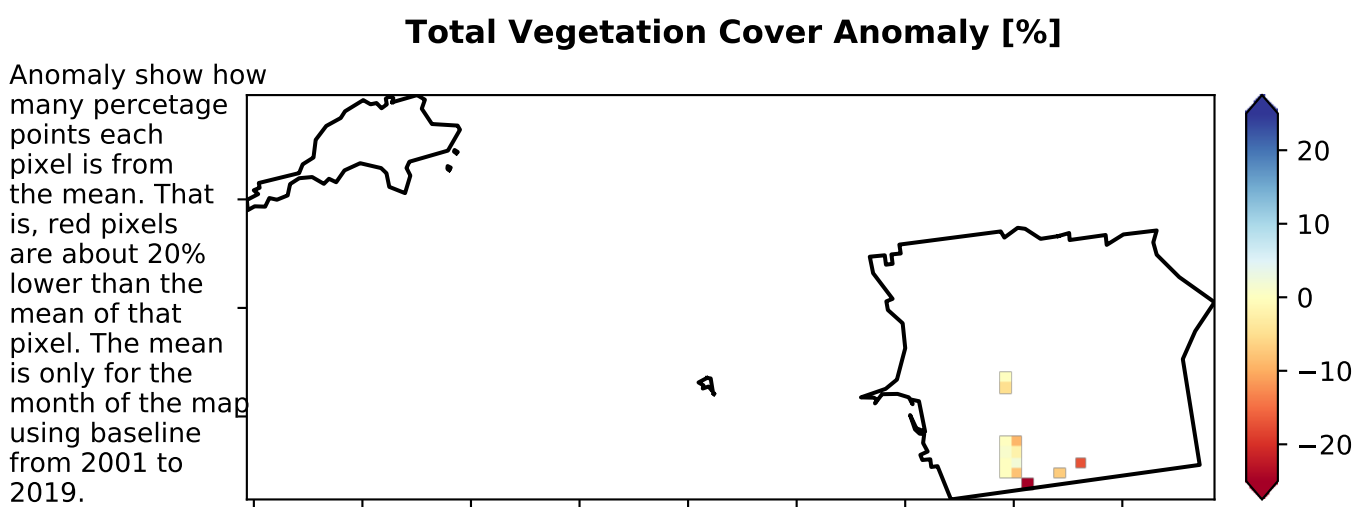 Total Vegetation Cover Anomaly [%]
Anomaly show how
many percetage
points each
pixel is from
the mean. That
is, red pixels
are about 20%
lower than the
mean of that
pixel. The mean
is only for the
month of the map
using baseline
from 2001 to
2019.
20
10
0
−10
−20